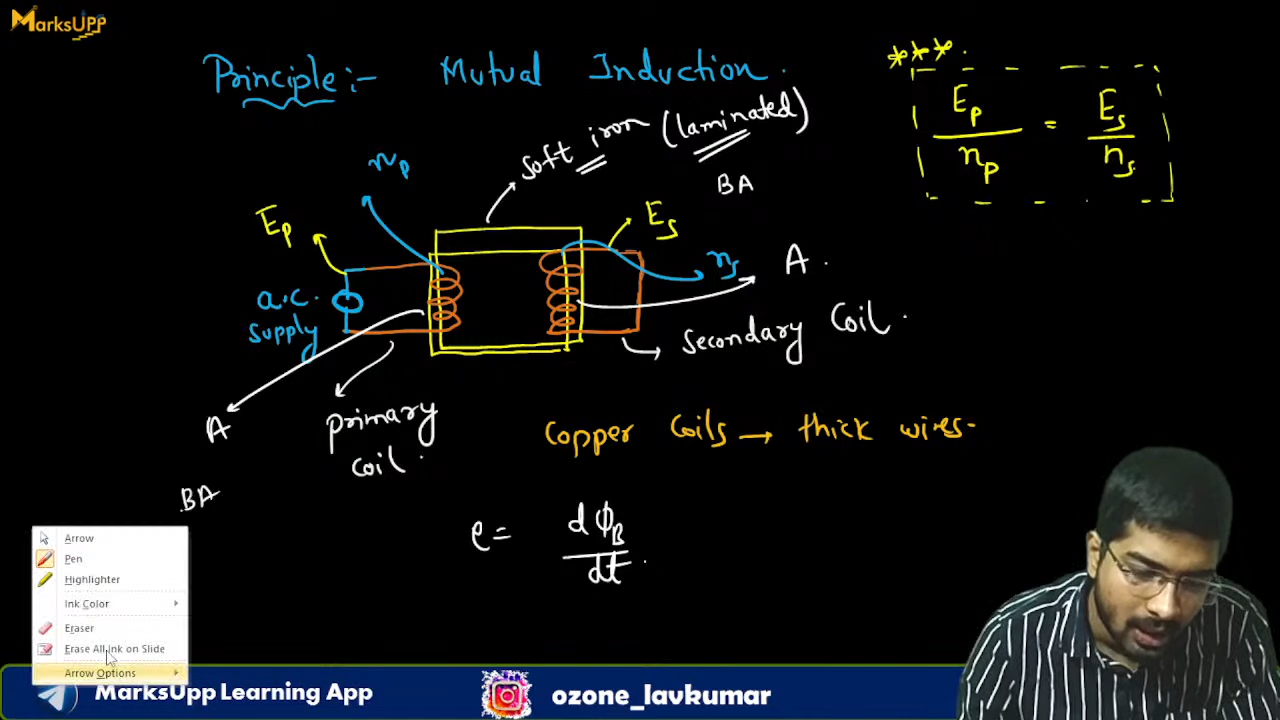 MARKSUPP
Principle:- Mutual Induction.
***.
Ep/np = Es/ns
soft iron (laminated)
BA
np
Ep
Es
ns
A.
a.c.
supply
secondary coil.
A
primary
coil.
copper coils → thick wires-
BA
e = dϕB/dt.
Arrow
Pen
Highlighter
Ink Color
Eraser
Erase All Ink on Slide
Arrow Options
MarksUpp Learning App
ozone_lavkumar